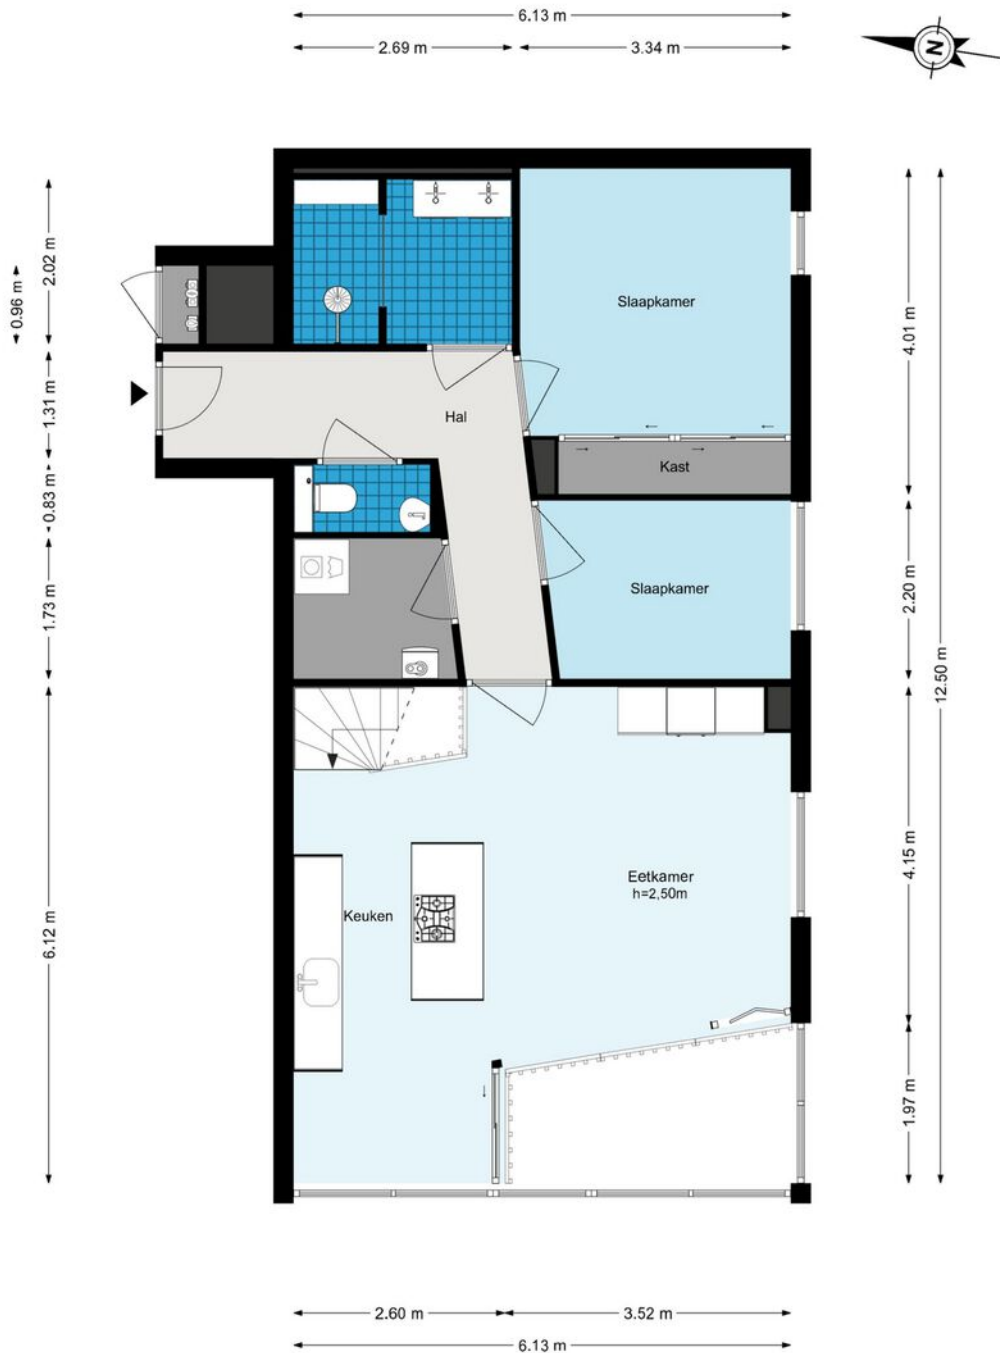 6.13 m
2.69 m
3.34 m
N
2.02 m
0.96 m
1.31 m
0.83 m
1.73 m
6.12 m
Slaapkamer
Hal
Kast
Slaapkamer
Eetkamer
h=2,50m
Keuken
4.01 m
2.20 m
12.50 m
4.15 m
1.97 m
2.60 m
3.52 m
6.13 m